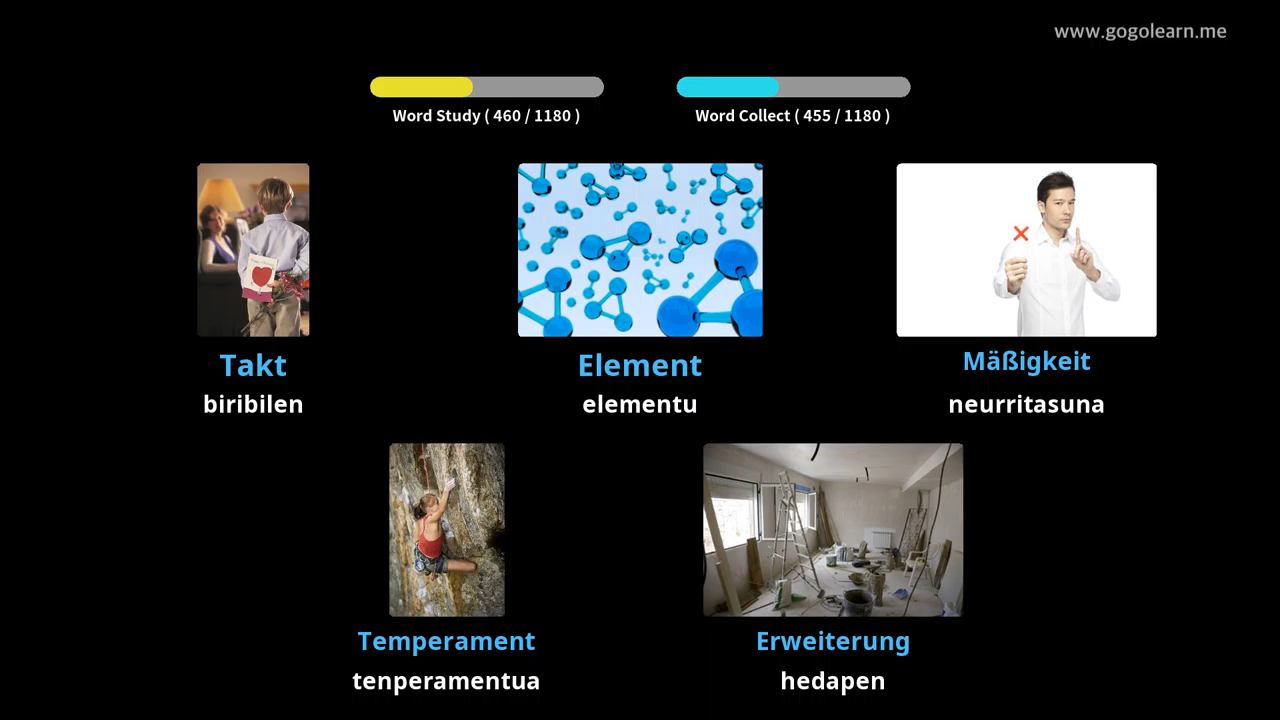 www.gogolearn.me
Word Study ( 460 / 1180 )
Word Collect ( 455 / 1180 )
Takt
biribilen
Element
elementu
Mäßigkeit
neurritasuna
Temperament
tenperamentua
Erweiterung
hedapen